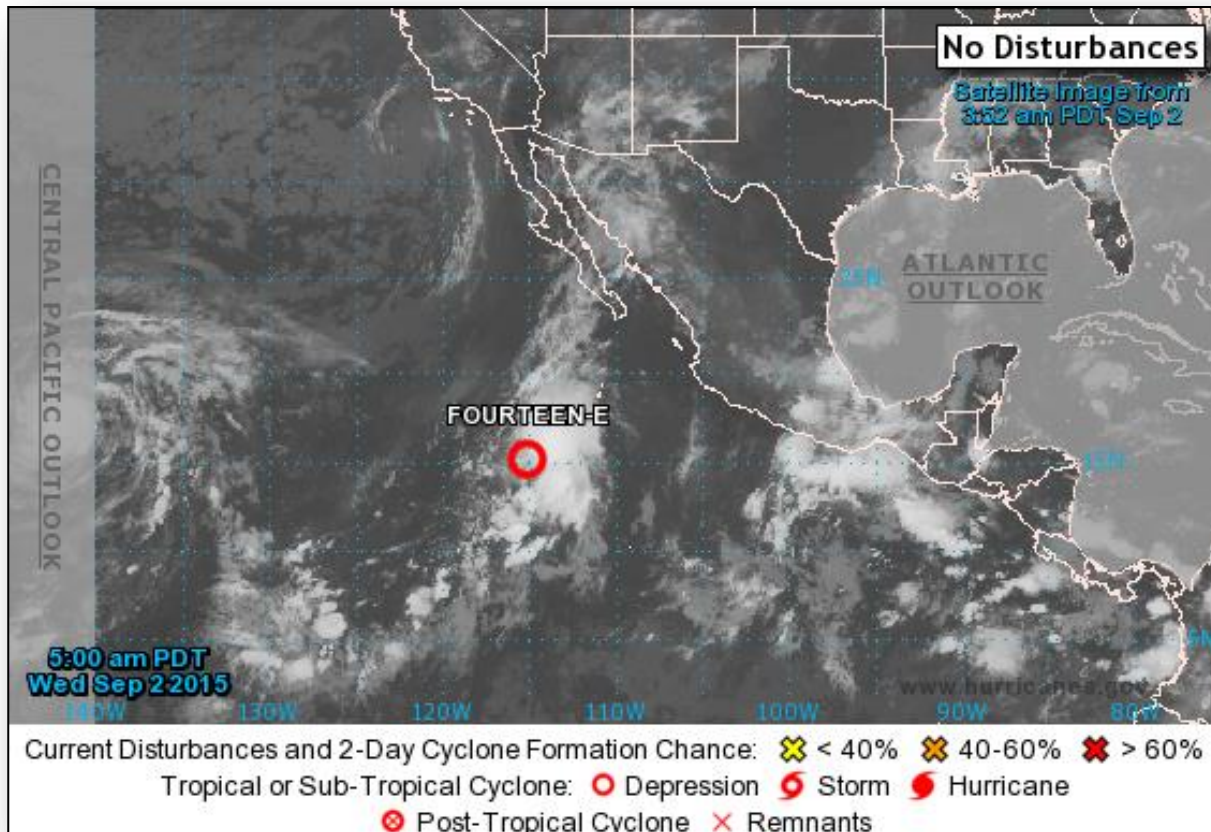 No Disturbances
Satellite Image from
3:52 am PDT Sep 2
CENTRAL PACIFIC OUTLOOK
ATLANTIC
OUTLOOK
25N
FOURTEEN-E
15N
5N
5:00 am PDT
Wed Sep 2 2015
www.hurricanes.gov
140W 130W 120W 110W 100W 90W 80W
Current Disturbances and 2-Day Cyclone Formation Chance: < 40% 40-60% > 60%
Tropical or Sub-Tropical Cyclone: Depression Storm Hurricane
Post-Tropical Cyclone Remnants